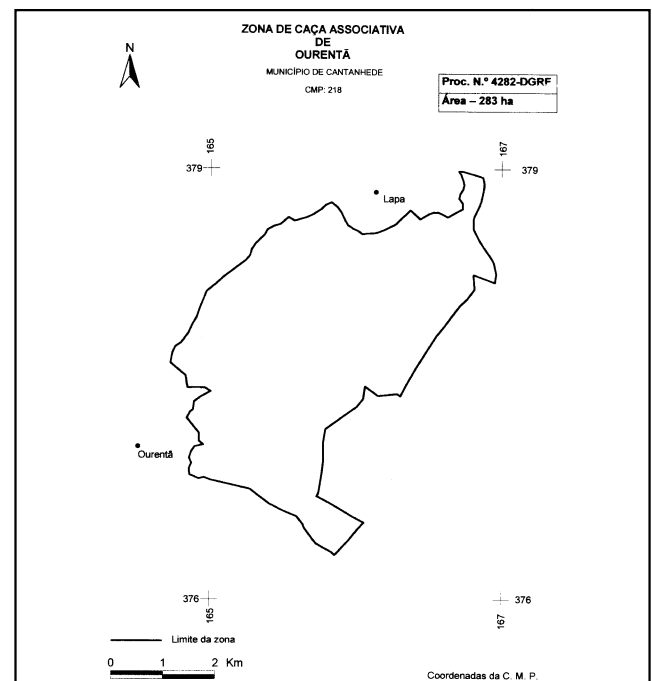 ZONA DE CAÇA ASSOCIATIVA
DE
OURENTÃ
MUNICÍPIO DE CANTANHEDE
CMP: 218
N
Proc. N.º 4282-DGRF
Área – 283 ha
165
167
379
379
Lapa
Ourentã
376
376
165
167
Limite da zona
0 1 2 Km
Coordenadas da C. M. P.